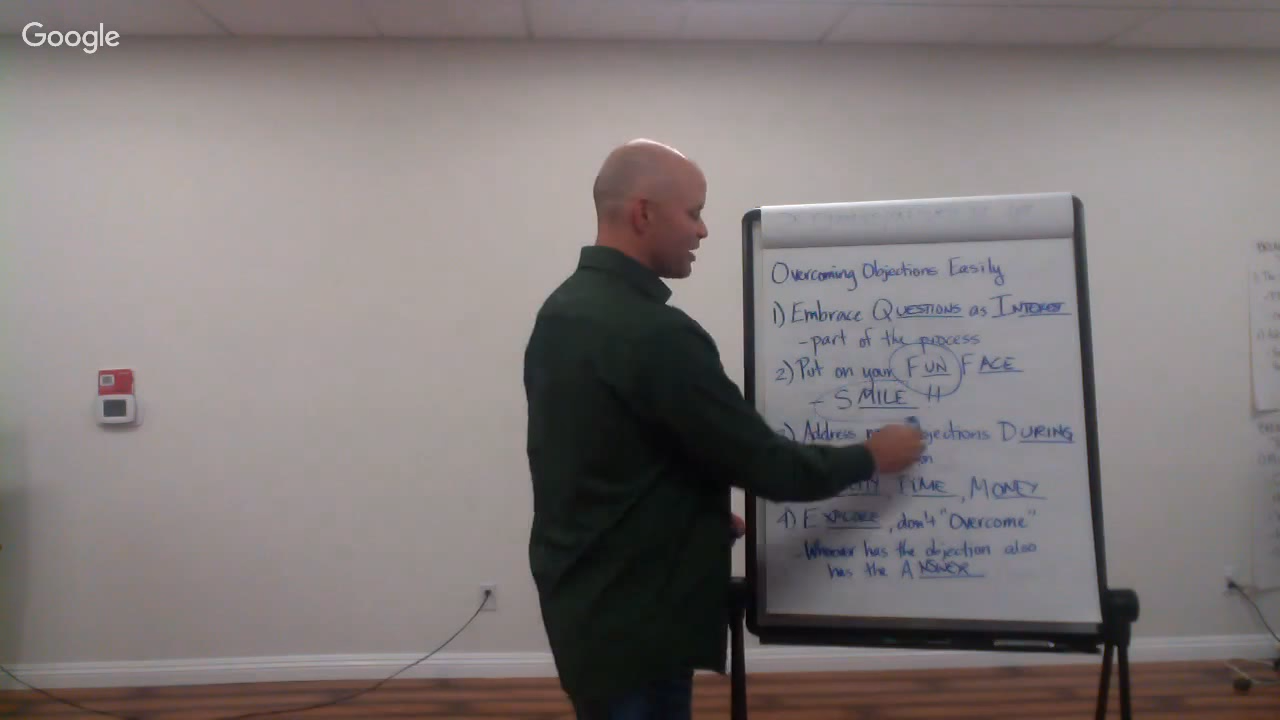 Google
Overcoming Objections Easily
1) Embrace QUESTIONS as INTEREST
- part of the process
2) Put on your FUN FACE
- SMILE !!
Address objections DURING
TIME, MONEY
4) EXPLORE, don't "Overcome"
- Whoever has the objection also
has the ANSWER